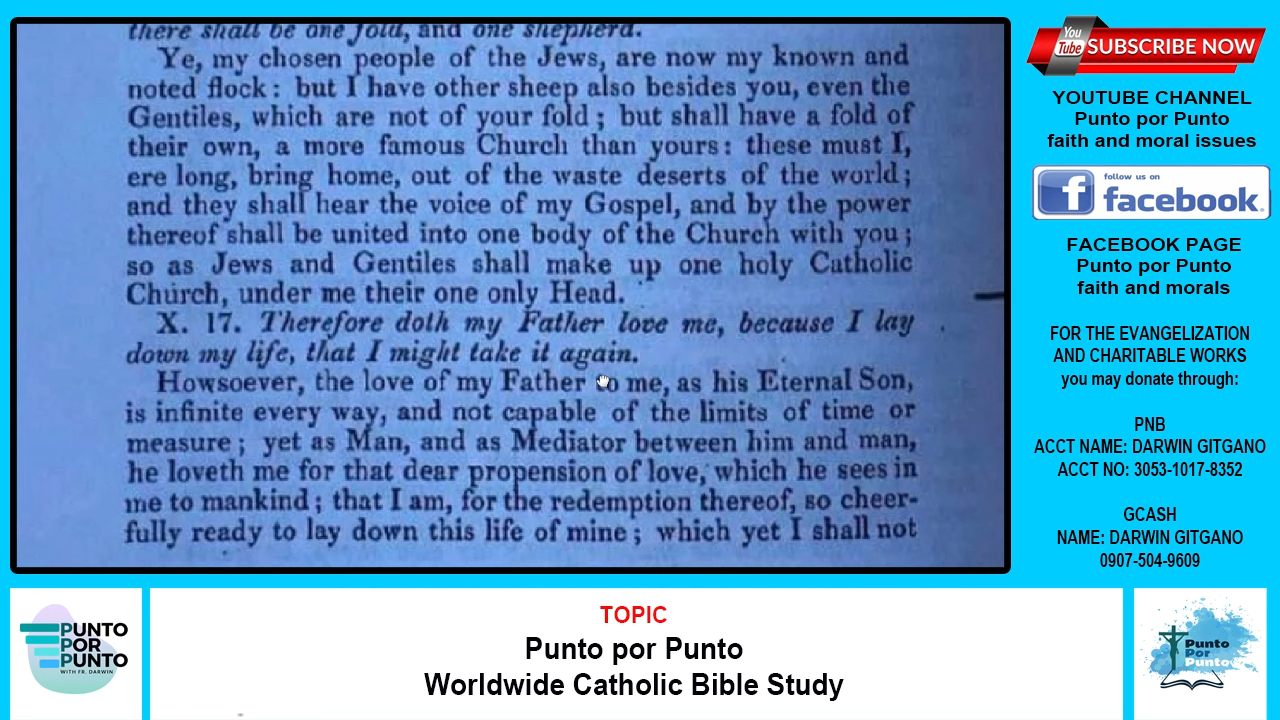 there shall be one fold, and one shepherd.
Ye, my chosen people of the Jews, are now my known and
noted flock: but I have other sheep also besides you, even the
Gentiles, which are not of your fold; but shall have a fold of
their own, a more famous Church than yours: these must I,
ere long, bring home, out of the waste deserts of the world;
and they shall hear the voice of my Gospel, and by the power
thereof shall be united into one body of the Church with you;
so as Jews and Gentiles shall make up one holy Catholic
Church, under me their one only Head.
X. 17. Therefore doth my Father love me, because I lay
down my life, that I might take it again.
Howsoever, the love of my Father to me, as his Eternal Son,
is infinite every way, and not capable of the limits of time or
measure; yet as Man, and as Mediator between him and man,
he loveth me for that dear propension of love, which he sees in
me to mankind; that I am, for the redemption thereof, so cheer-
fully ready to lay down this life of mine; which yet I shall not
You
Tube SUBSCRIBE NOW
YOUTUBE CHANNEL
Punto por Punto
faith and moral issues
follow us on
f facebook.
FACEBOOK PAGE
Punto por Punto
faith and morals
FOR THE EVANGELIZATION
AND CHARITABLE WORKS
you may donate through:
PNB
ACCT NAME: DARWIN GITGANO
ACCT NO: 3053-1017-8352
GCASH
NAME: DARWIN GITGANO
0907-504-9609
PUNTO
POR
PUNTO
WITH FR. DARWIN
TOPIC
Punto por Punto
Worldwide Catholic Bible Study
Punto
Por
Punto